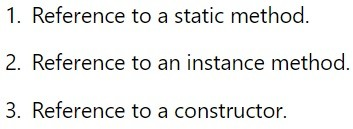 1. Reference to a static method.
2. Reference to an instance method.
3. Reference to a constructor.